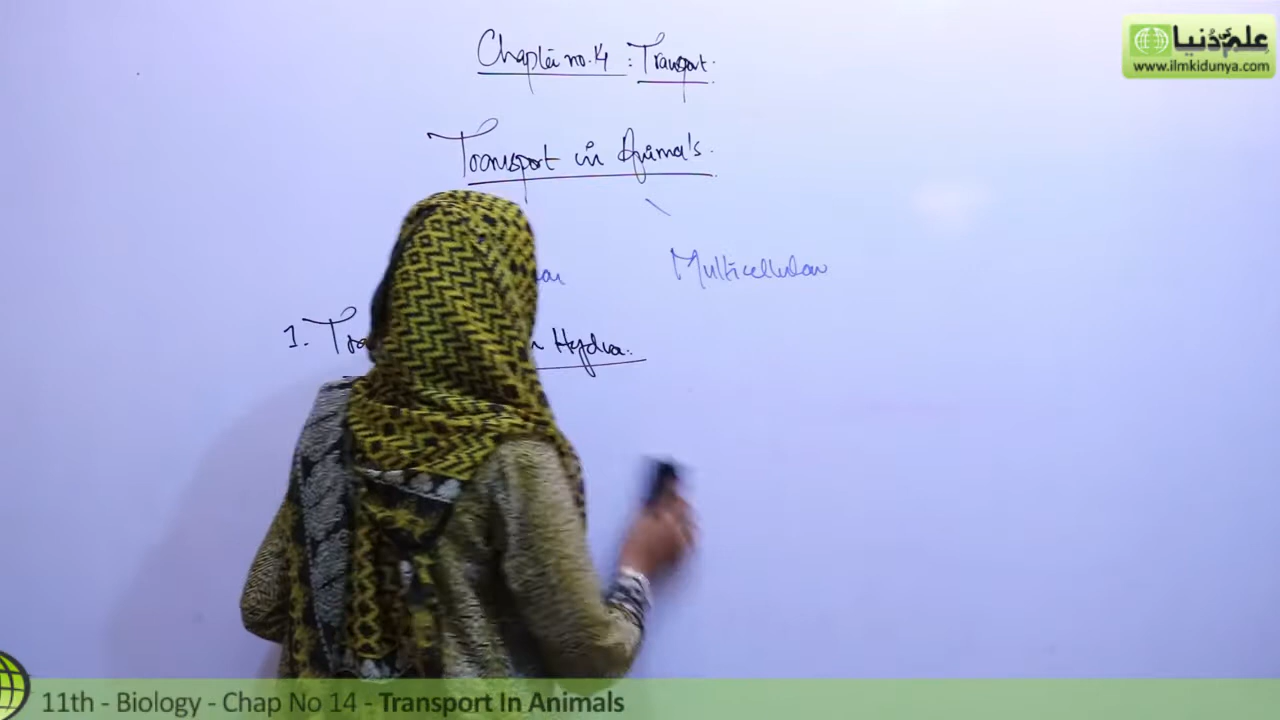 Chapter no. 14 : Transport.
علم کی دنیا
www.ilmkidunya.com
Transport in Animals.
Multicellular
1. Hydra.
11th - Biology - Chap No 14 - Transport In Animals